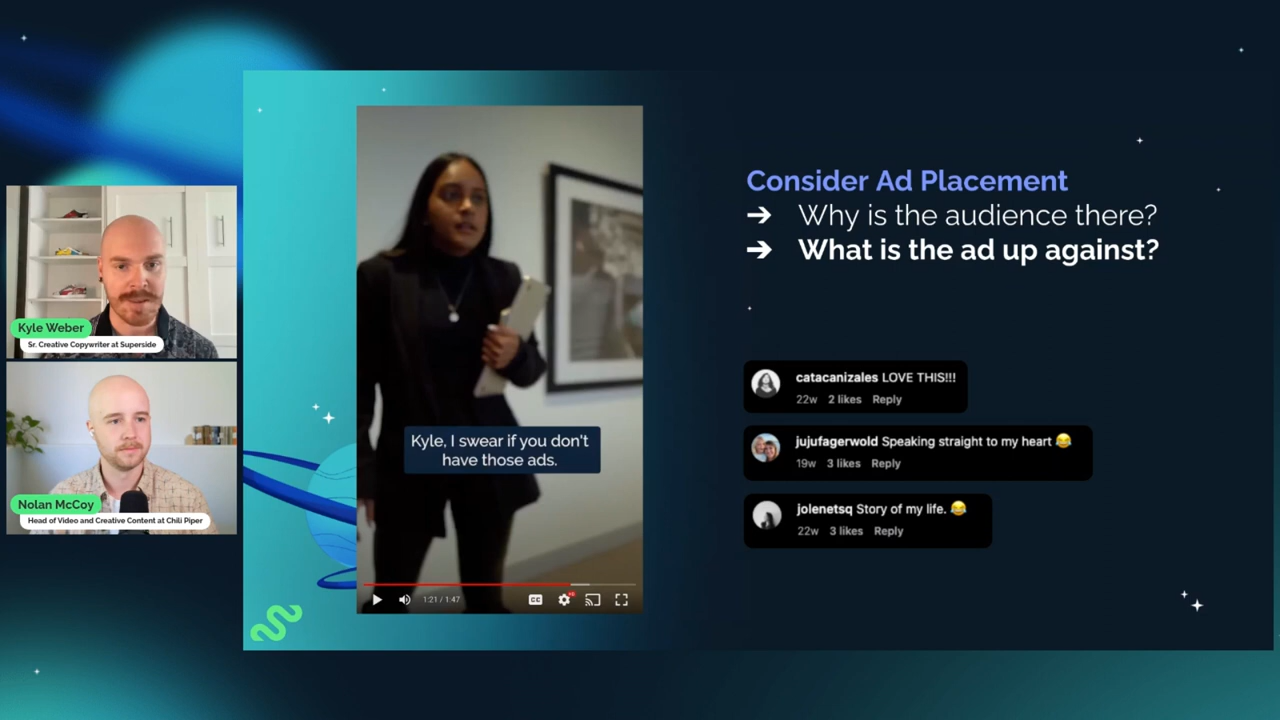 Kyle Weber
Sr. Creative Copywriter at Superside
Nolan McCoy
Head of Video and Creative Content at Chili Piper
Kyle, I swear if you don't
have those ads.
1:21 / 1:47
CC
HD
Consider Ad Placement
➔ Why is the audience there?
➔ What is the ad up against?
catacanizales LOVE THIS!!!
22w 2 likes Reply
jujufagerwold Speaking straight to my heart 😂
19w 3 likes Reply
jolenetsq Story of my life. 😂
22w 3 likes Reply